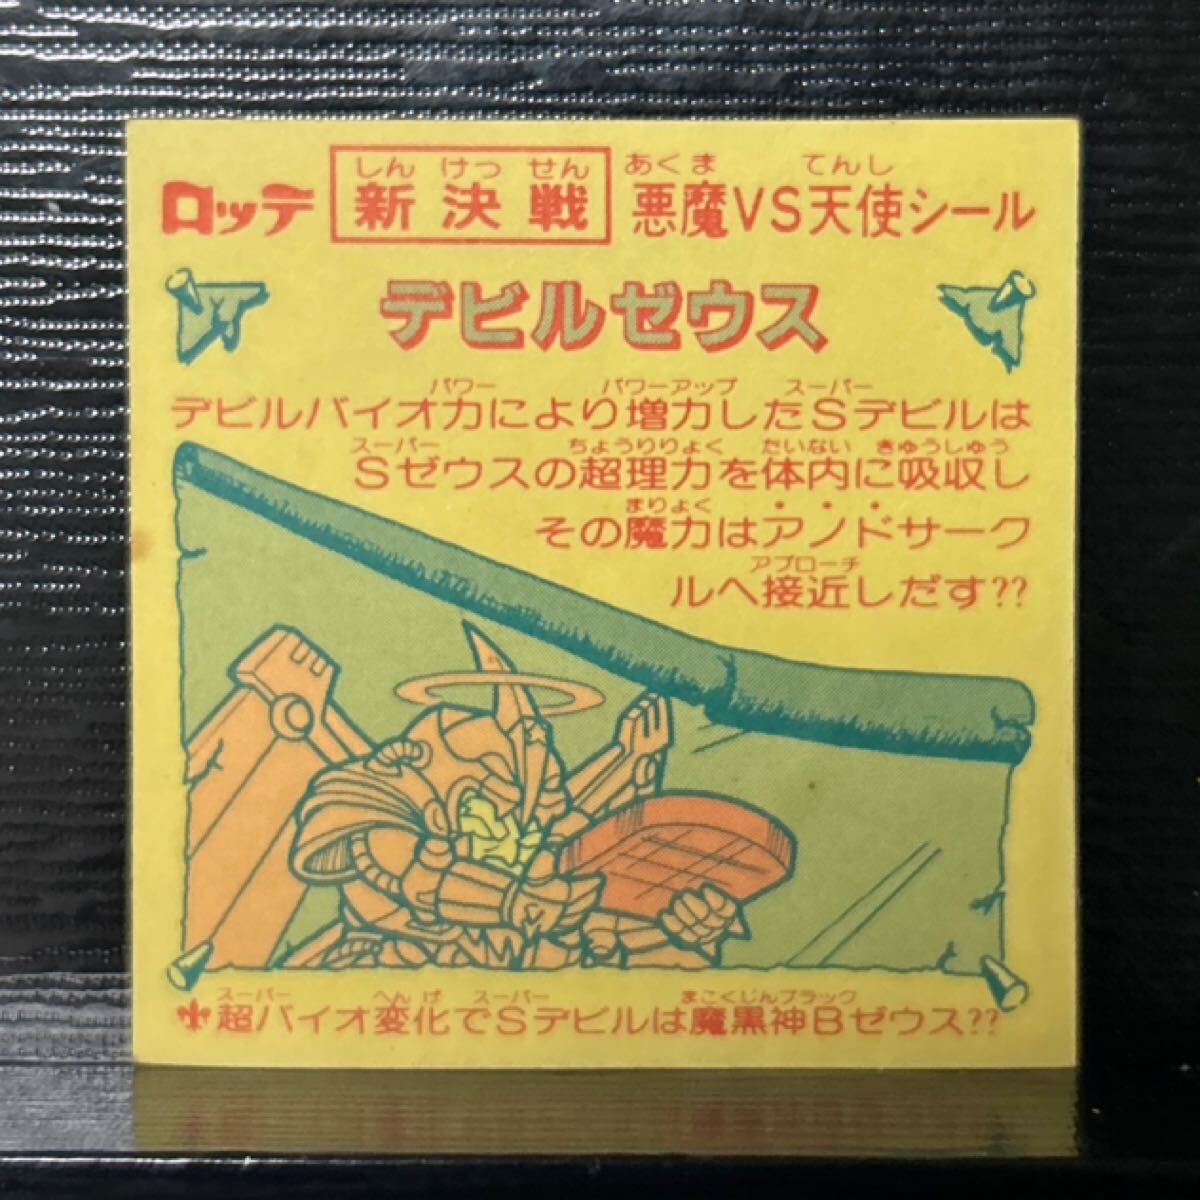 ロッテ 新決戦 悪魔VS天使シール
しん けっ せん あくま てんし
デビルゼウス
パワー パワーアップ スーパー
デビルバイオ力により増力したSデビルは
スーパー ちょうりりょく たいない きゅうしゅう
Sゼウスの超理力を体内に吸収し
まりょく
その魔力はアノドサーク
アプローチ
ルへ接近しだす??
スーパー へんげ スーパー まこくじんブラック
超バイオ変化でSデビルは魔黒神Bゼウス??